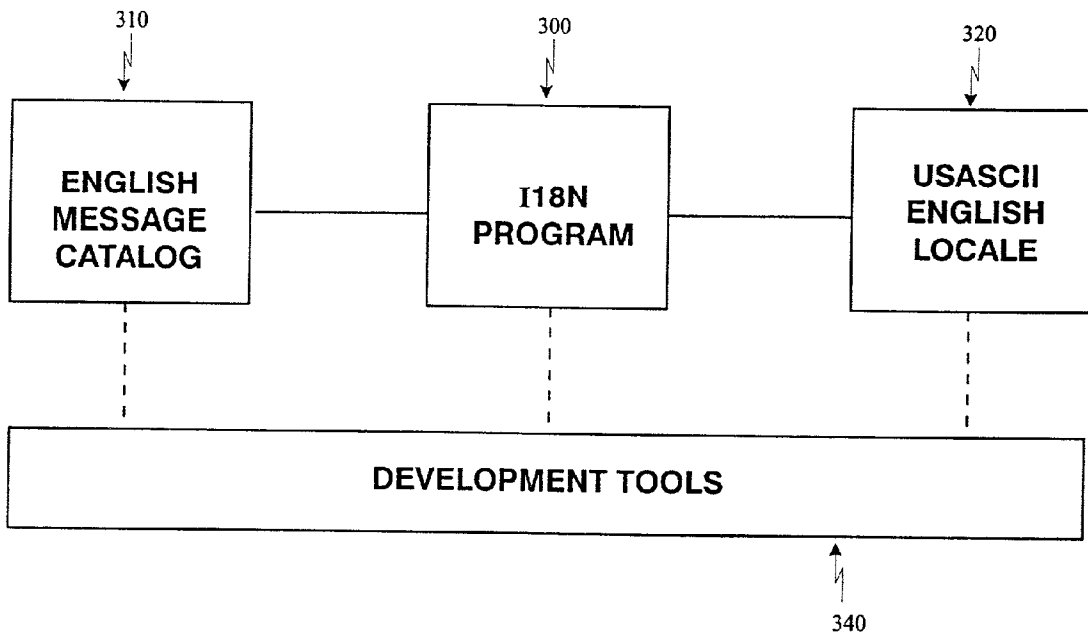 310
300
320
ENGLISH
MESSAGE
CATALOG
I18N
PROGRAM
USASCII
ENGLISH
LOCALE
DEVELOPMENT TOOLS
340